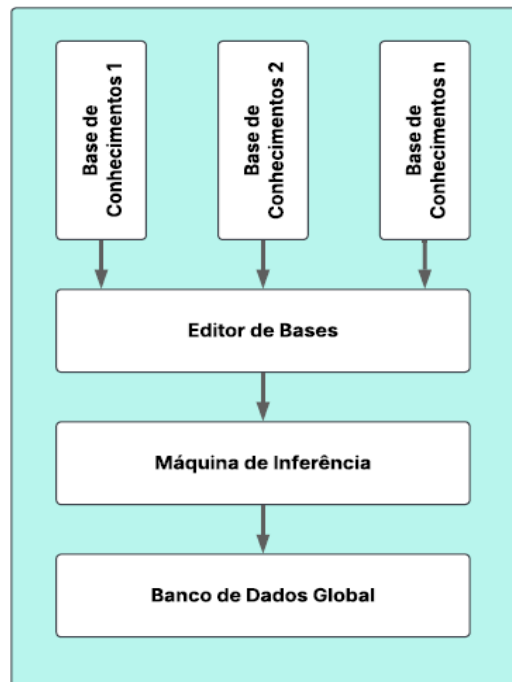 Base de
Conhecimentos 1
Base de
Conhecimentos 2
Base de
Conhecimentos n
Editor de Bases
Máquina de Inferência
Banco de Dados Global